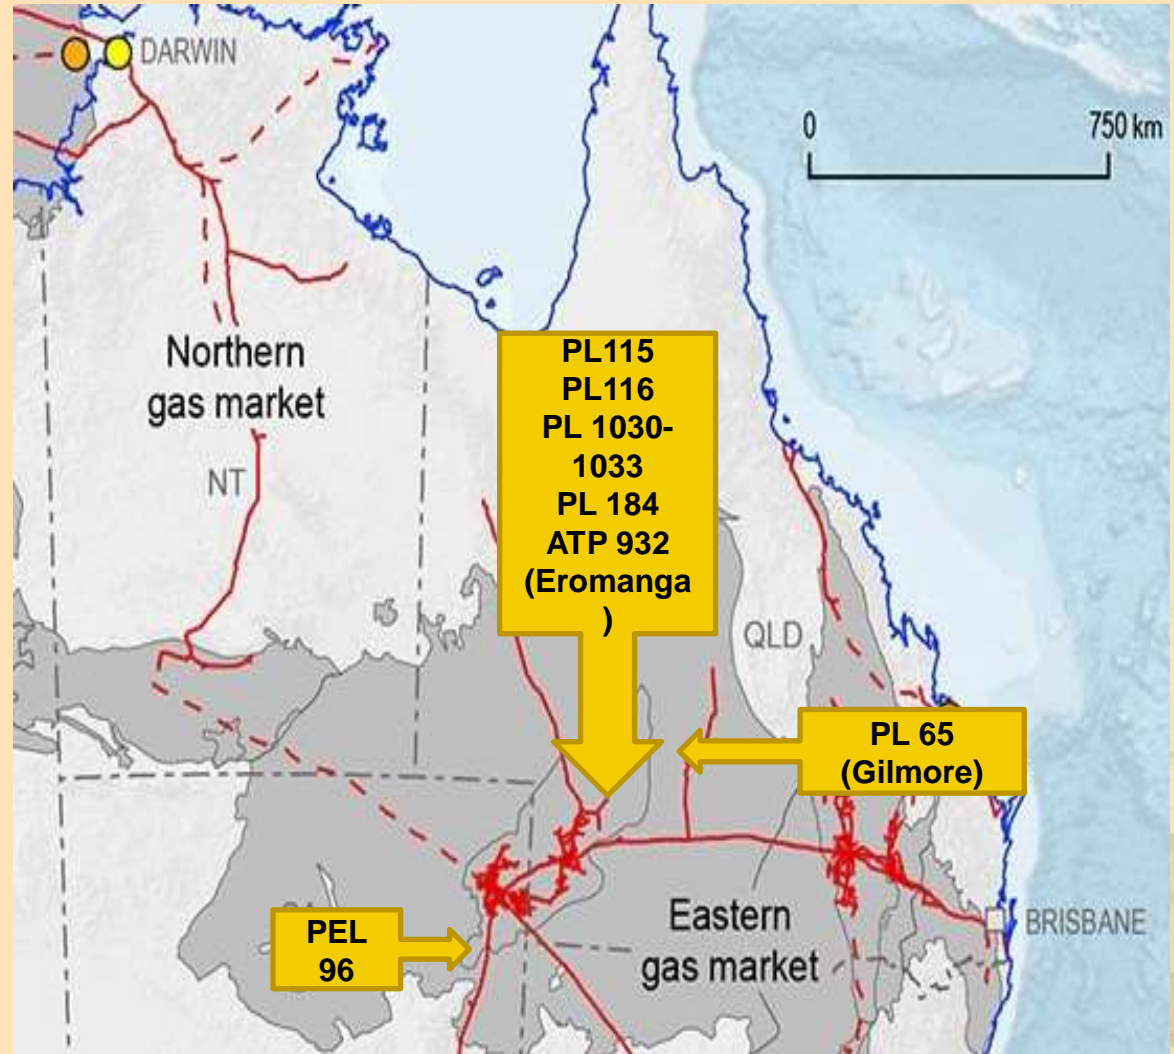 DARWIN
0 750 km
Northern
gas market
NT
PL115
PL116
PL 1030-
1033
PL 184
ATP 932
(Eromanga
)
QLD
PL 65
(Gilmore)
PEL
96
Eastern
gas market
BRISBANE